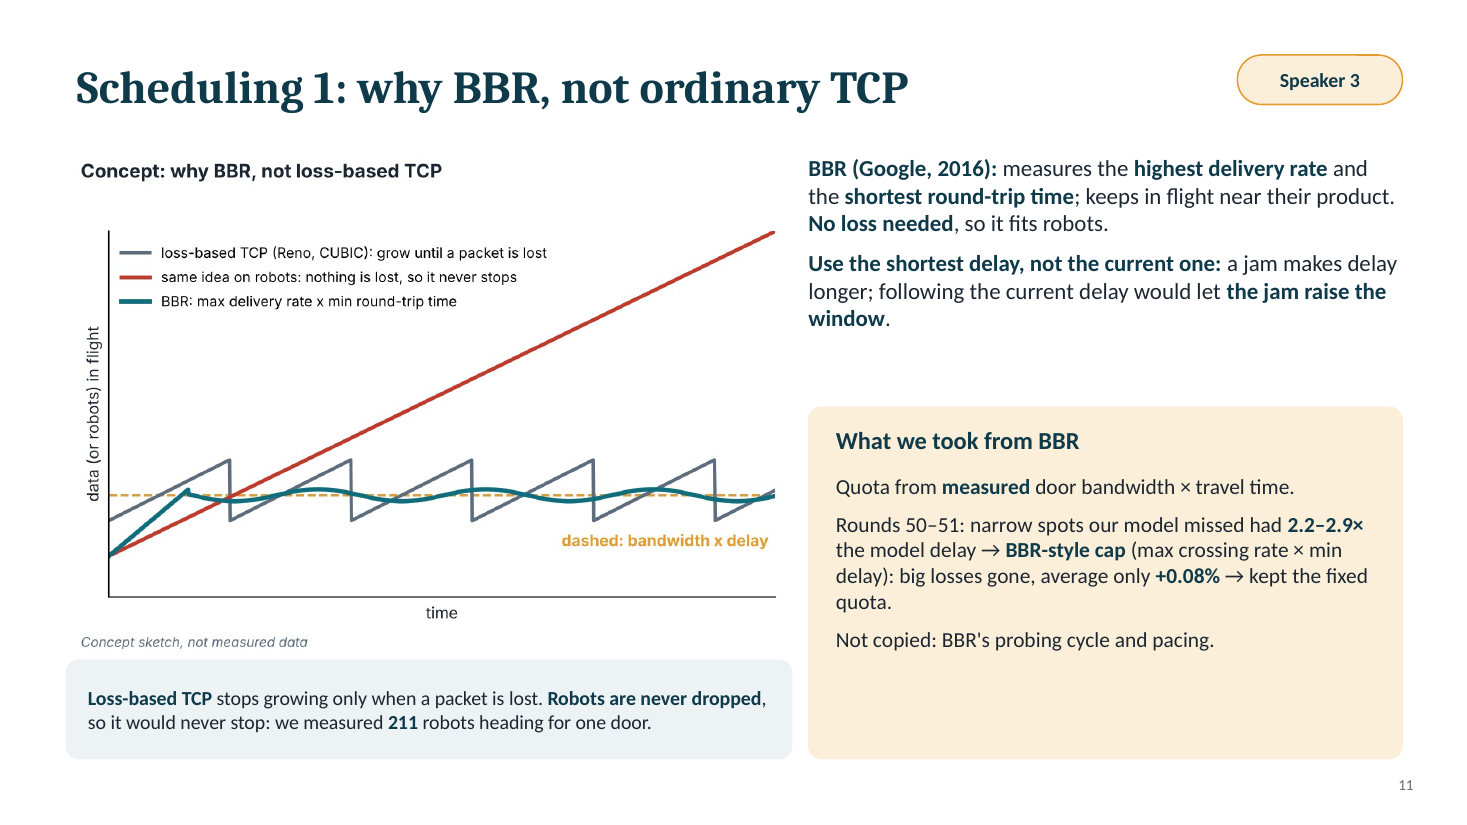 Scheduling 1: why BBR, not ordinary TCP
Speaker 3
Concept: why BBR, not loss-based TCP
loss-based TCP (Reno, CUBIC): grow until a packet is lost
same idea on robots: nothing is lost, so it never stops
BBR: max delivery rate x min round-trip time
data (or robots) in flight
dashed: bandwidth x delay
time
Concept sketch, not measured data
Loss-based TCP stops growing only when a packet is lost. Robots are never dropped,
so it would never stop: we measured 211 robots heading for one door.
BBR (Google, 2016): measures the highest delivery rate and
the shortest round-trip time; keeps in flight near their product.
No loss needed, so it fits robots.
Use the shortest delay, not the current one: a jam makes delay
longer; following the current delay would let the jam raise the
window.
What we took from BBR
Quota from measured door bandwidth × travel time.
Rounds 50–51: narrow spots our model missed had 2.2–2.9×
the model delay → BBR-style cap (max crossing rate × min
delay): big losses gone, average only +0.08% → kept the fixed
quota.
Not copied: BBR's probing cycle and pacing.
11